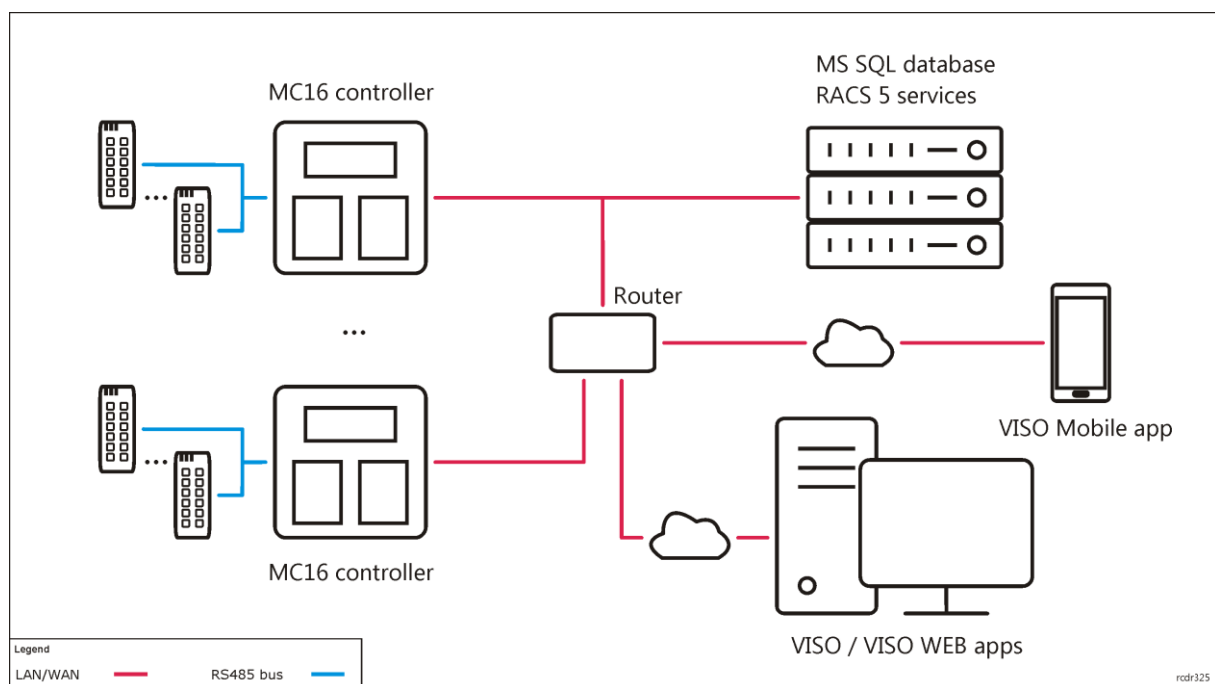 MC16 controller
MS SQL database
RACS 5 services
...
...
Router
VISO Mobile app
...
MC16 controller
VISO / VISO WEB apps
Legend
LAN/WAN
RS485 bus
rcdr325